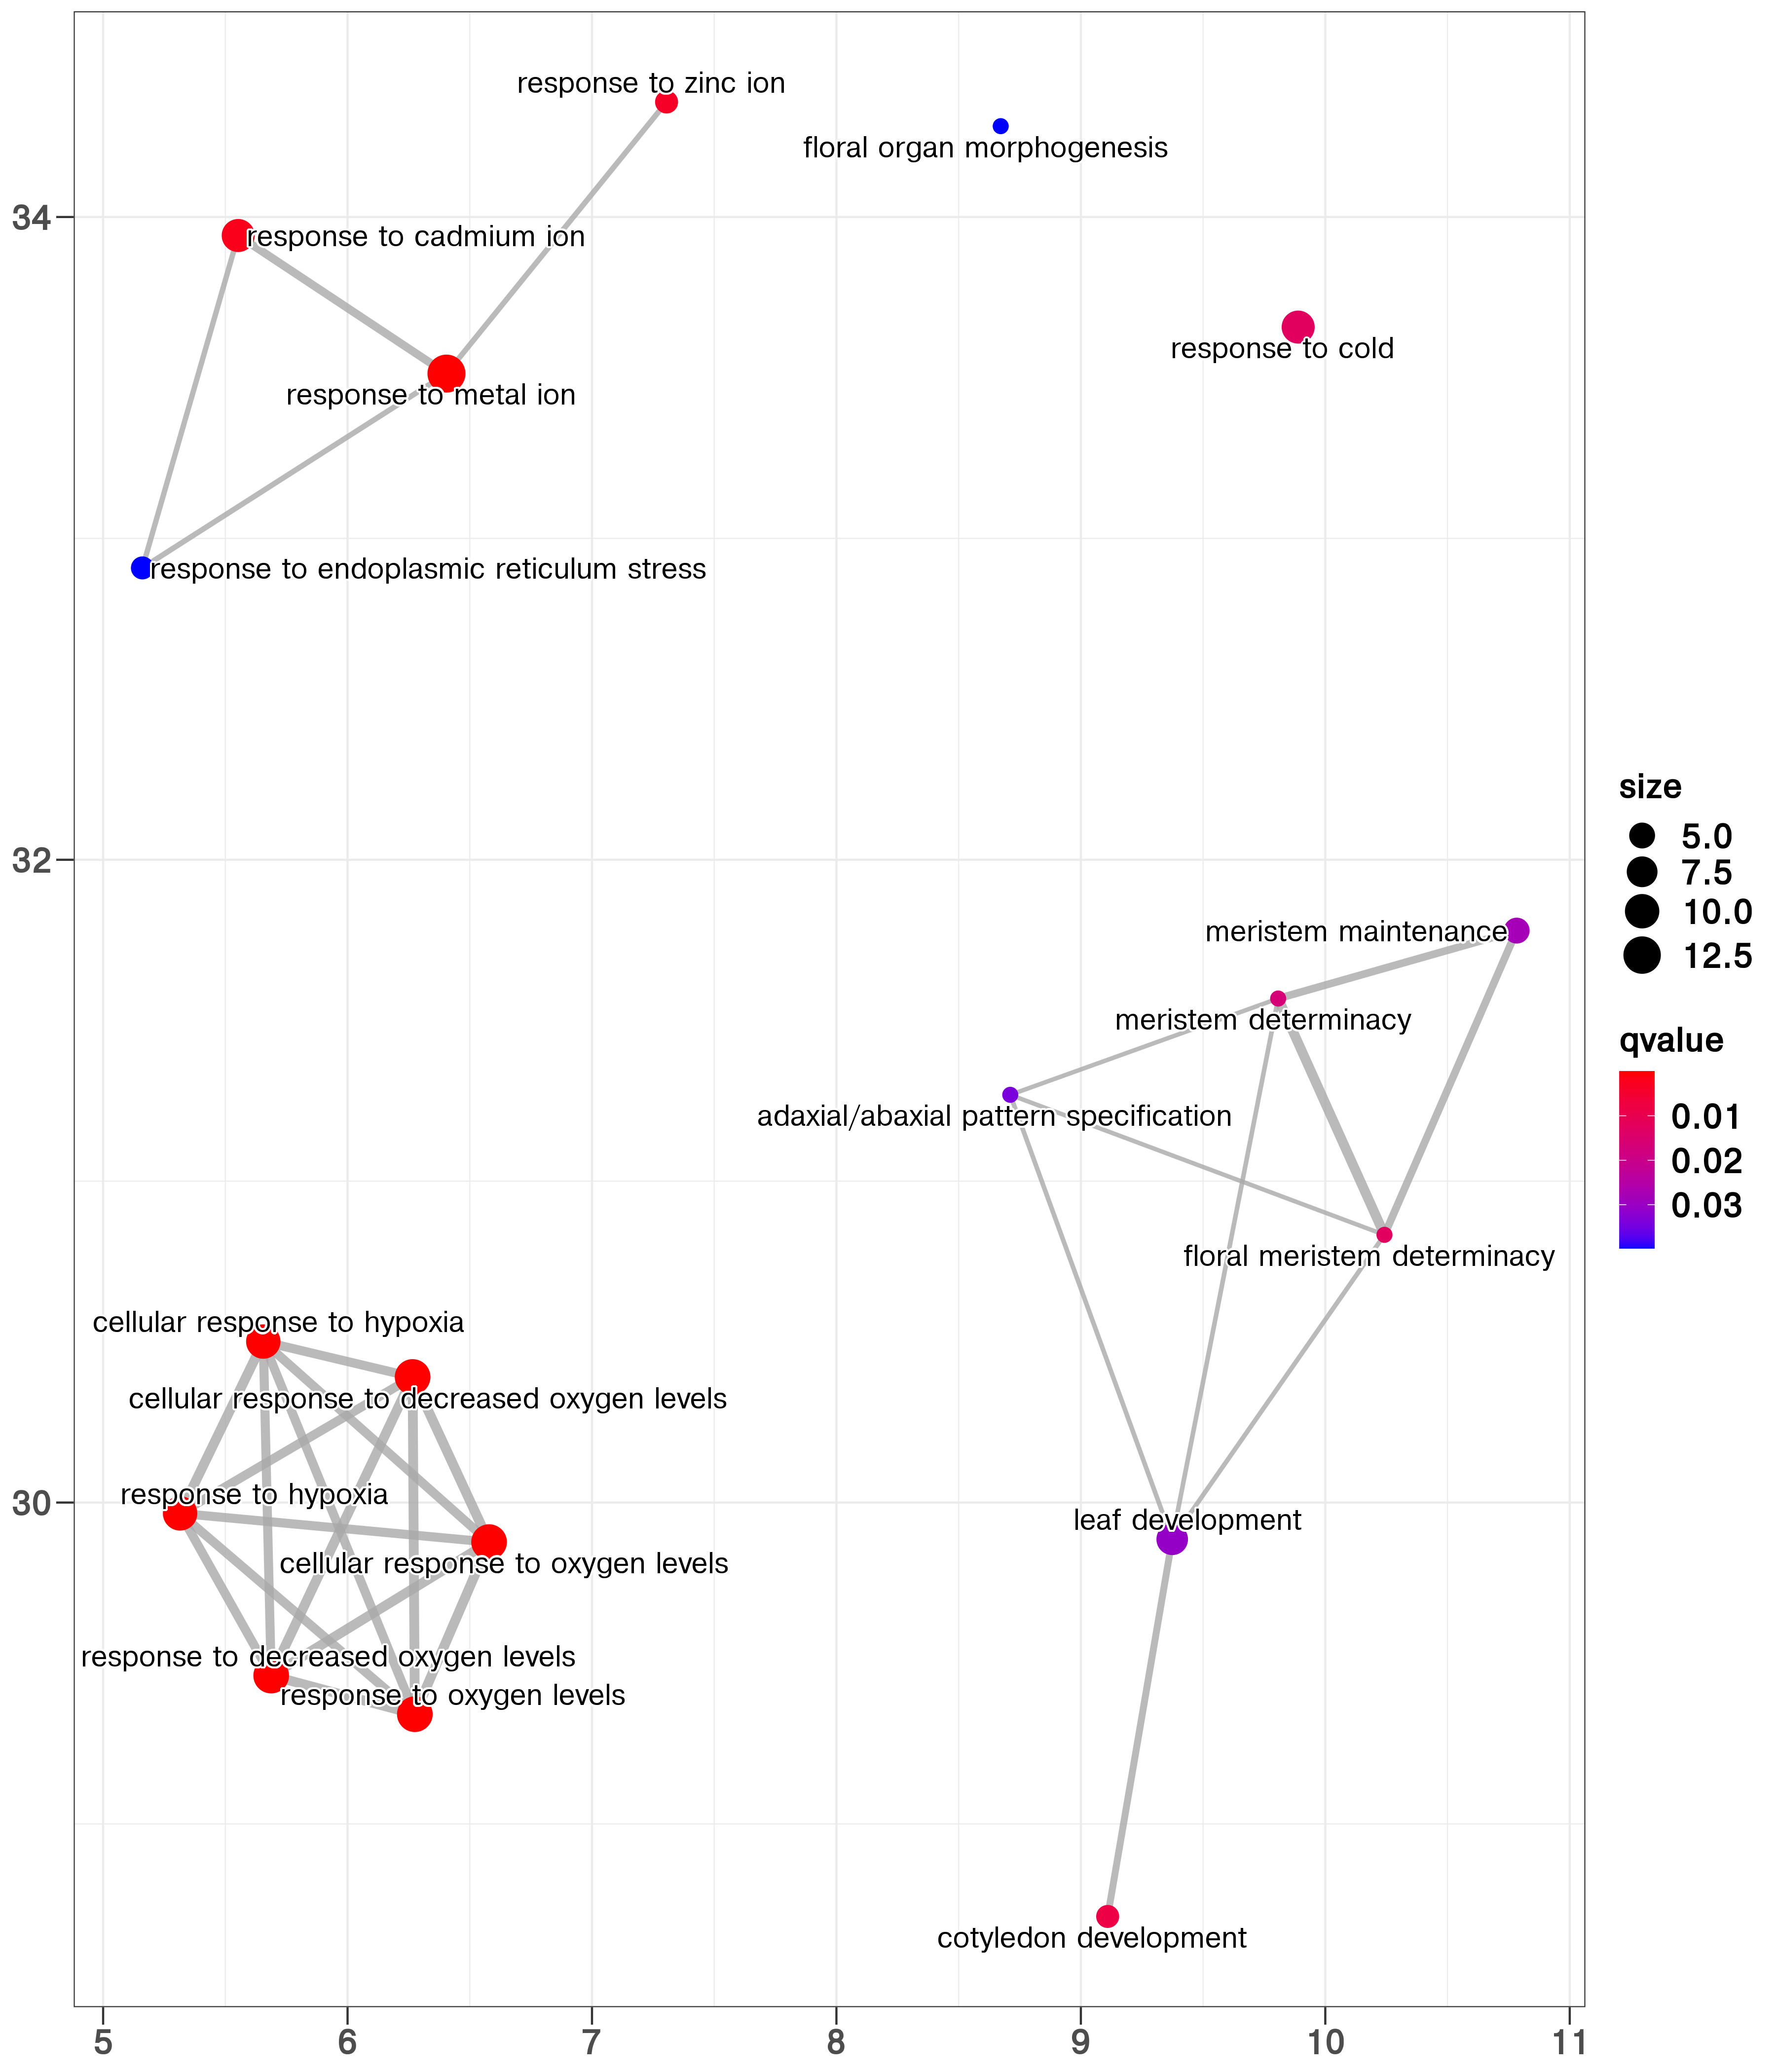 response to zinc ion
floral organ morphogenesis
34
response to cadmium ion
response to cold
response to metal ion
response to endoplasmic reticulum stress
size
5.0
32
7.5
10.0
meristem maintenance
12.5
meristem determinacy
qvalue
adaxial/abaxial pattern specification
0.01
0.02
0.03
floral meristem determinacy
cellular response to hypoxia
cellular response to decreased oxygen levels
response to hypoxia
30
leaf development
cellular response to oxygen levels
response to decreased oxygen levels
response to oxygen levels
cotyledon development
5 6 7 8 9 10 11